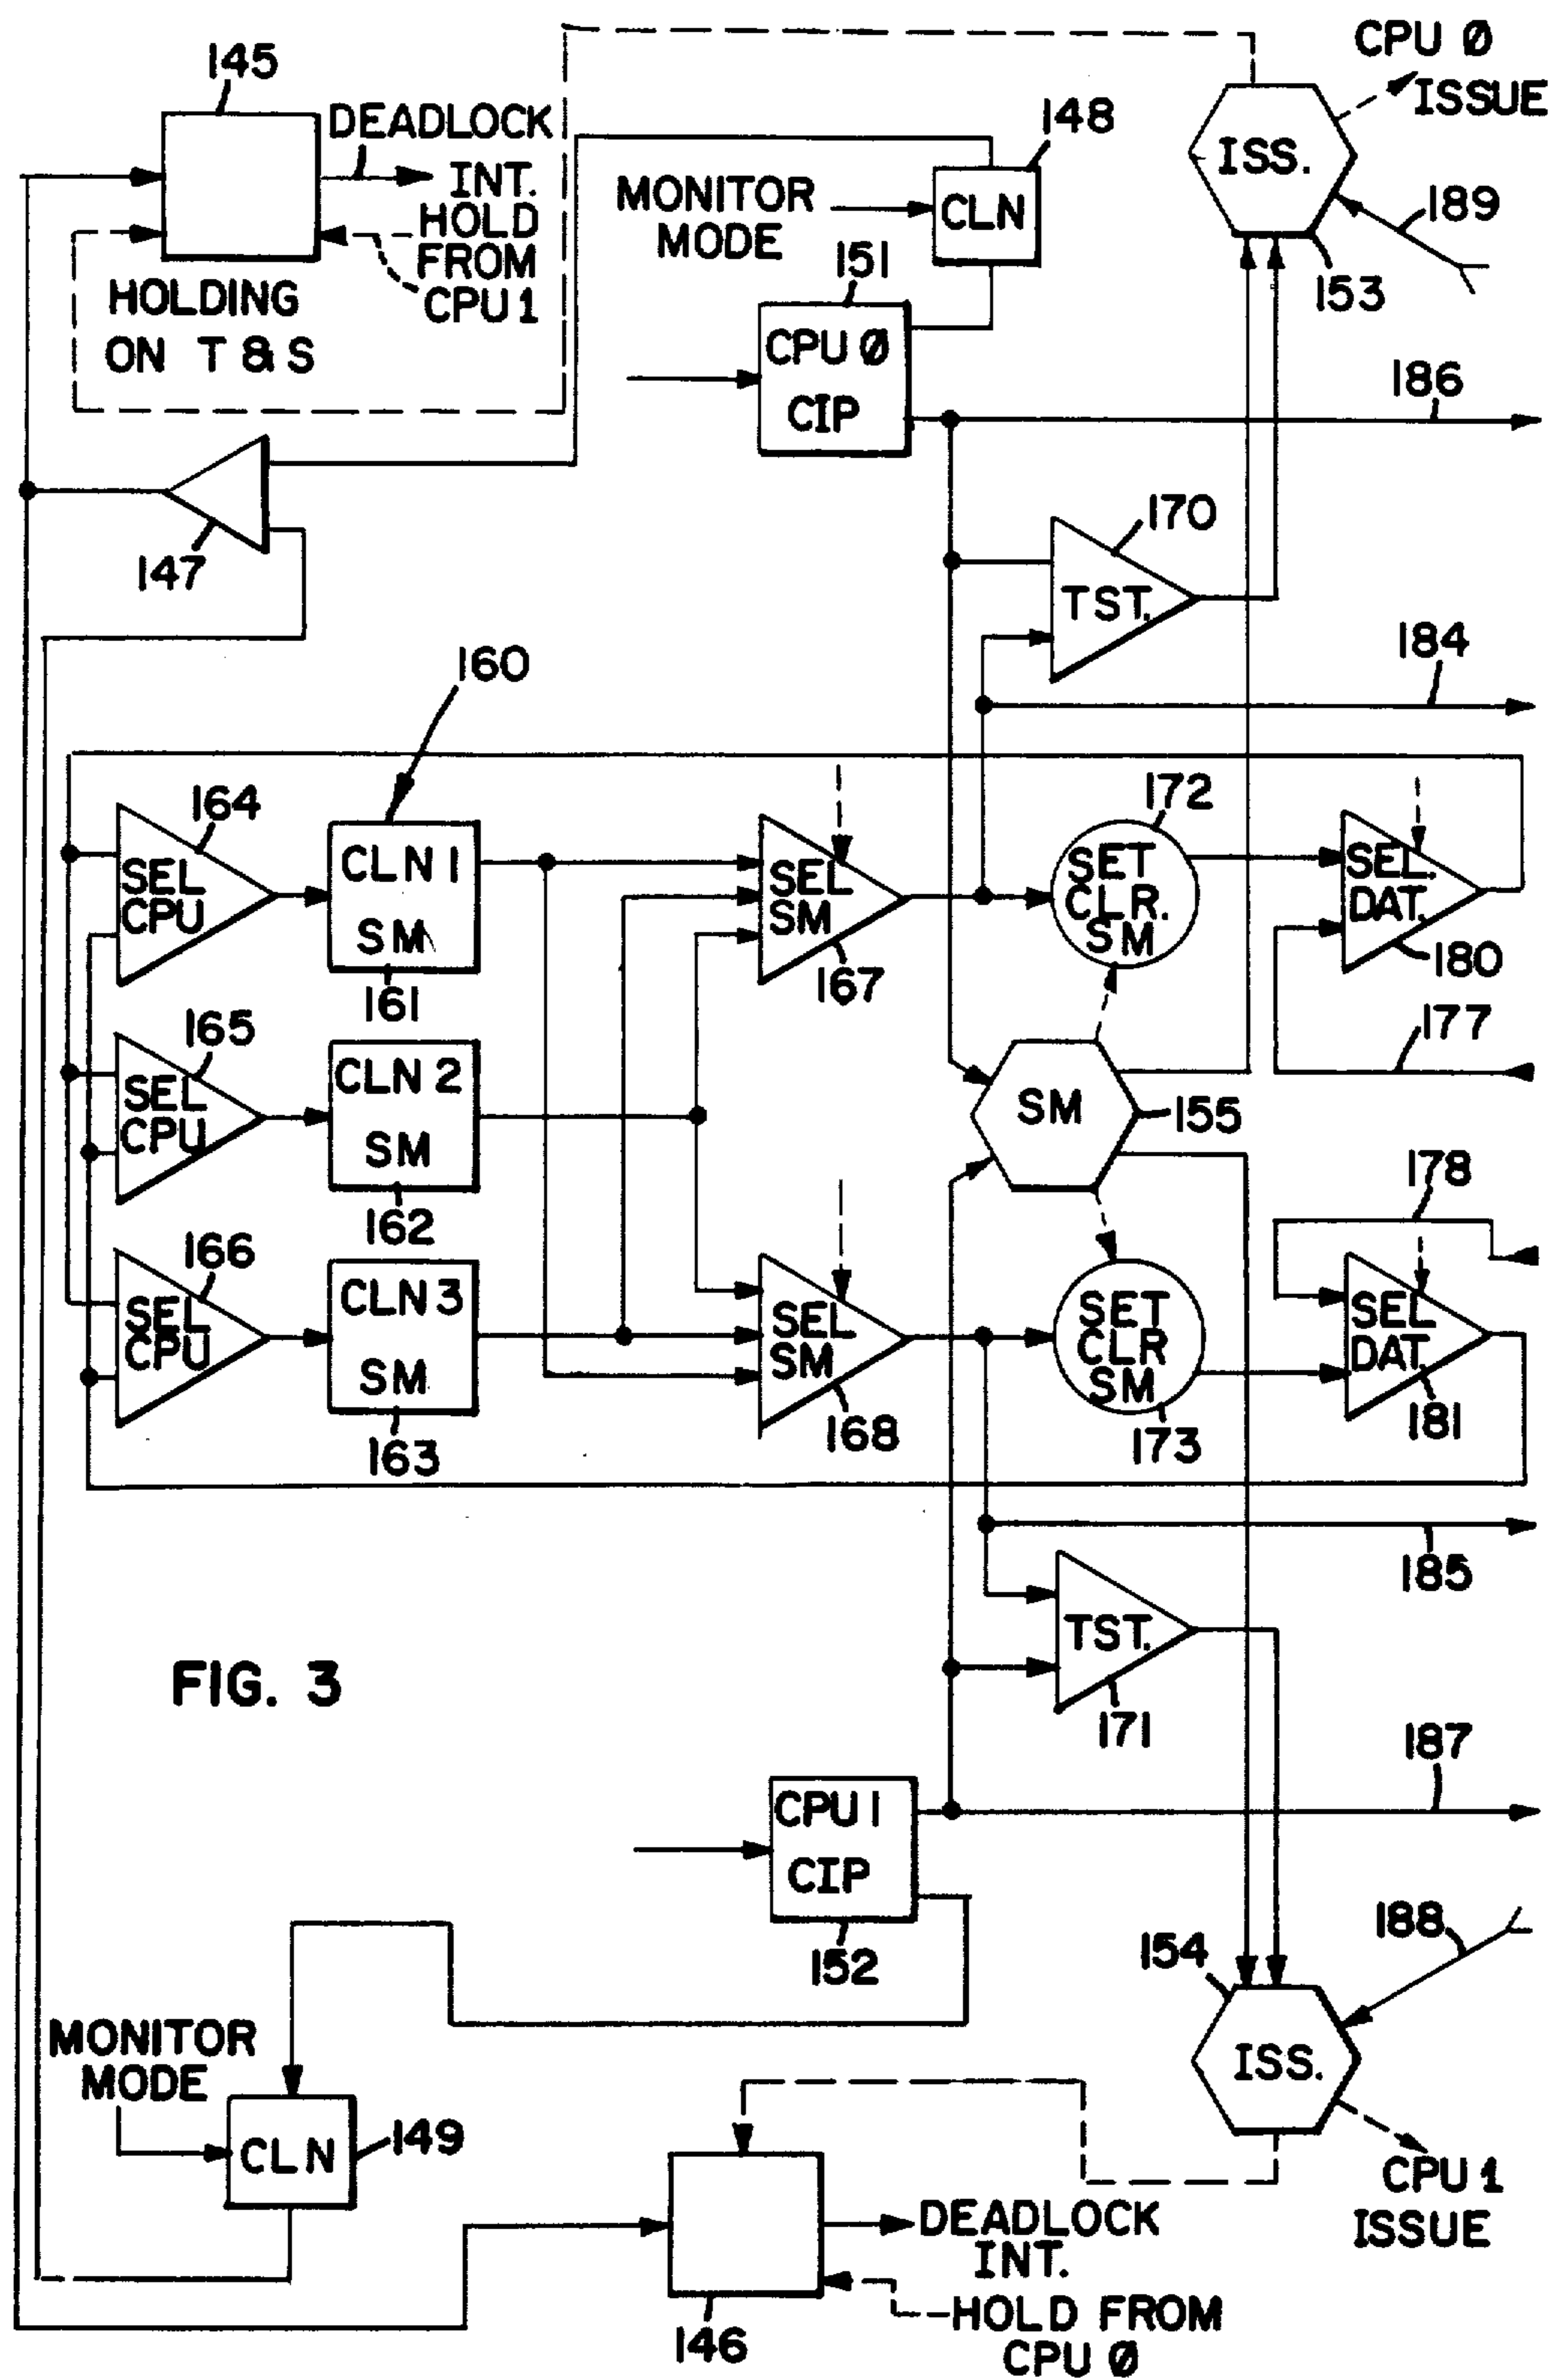 CPU 0
ISSUE
145
DEADLOCK
INT.
HOLD
FROM
CPU 1
HOLDING
ON T & S
148
MONITOR
MODE
CLN
ISS.
189
153
151
CPU 0
CIP
186
147
170
TST.
184
160
164
SEL
CPU
CLN 1
SM
161
SEL
SM
167
172
SET
CLR.
SM
SEL.
DAT.
180
177
165
SEL
CPU
CLN 2
SM
162
SM
155
178
166
SEL
CPU
CLN 3
SM
163
SEL
SM
168
SET
CLR
SM
173
SEL
DAT.
181
185
TST.
171
FIG. 3
187
CPU 1
CIP
152
188
154
ISS.
MONITOR
MODE
CLN
149
CPU 1
ISSUE
DEADLOCK
INT.
HOLD FROM
CPU 0
146